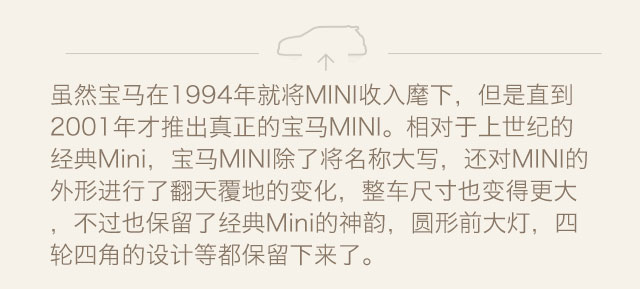 虽然宝马在1994年就将MINI收入麾下，但是直到
2001年才推出真正的宝马MINI。相对于上世纪的
经典Mini，宝马MINI除了将名称大写，还对MINI的
外形进行了翻天覆地的变化，整车尺寸也变得更大
，不过也保留了经典Mini的神韵，圆形前大灯，四
轮四角的设计等都保留下来了。